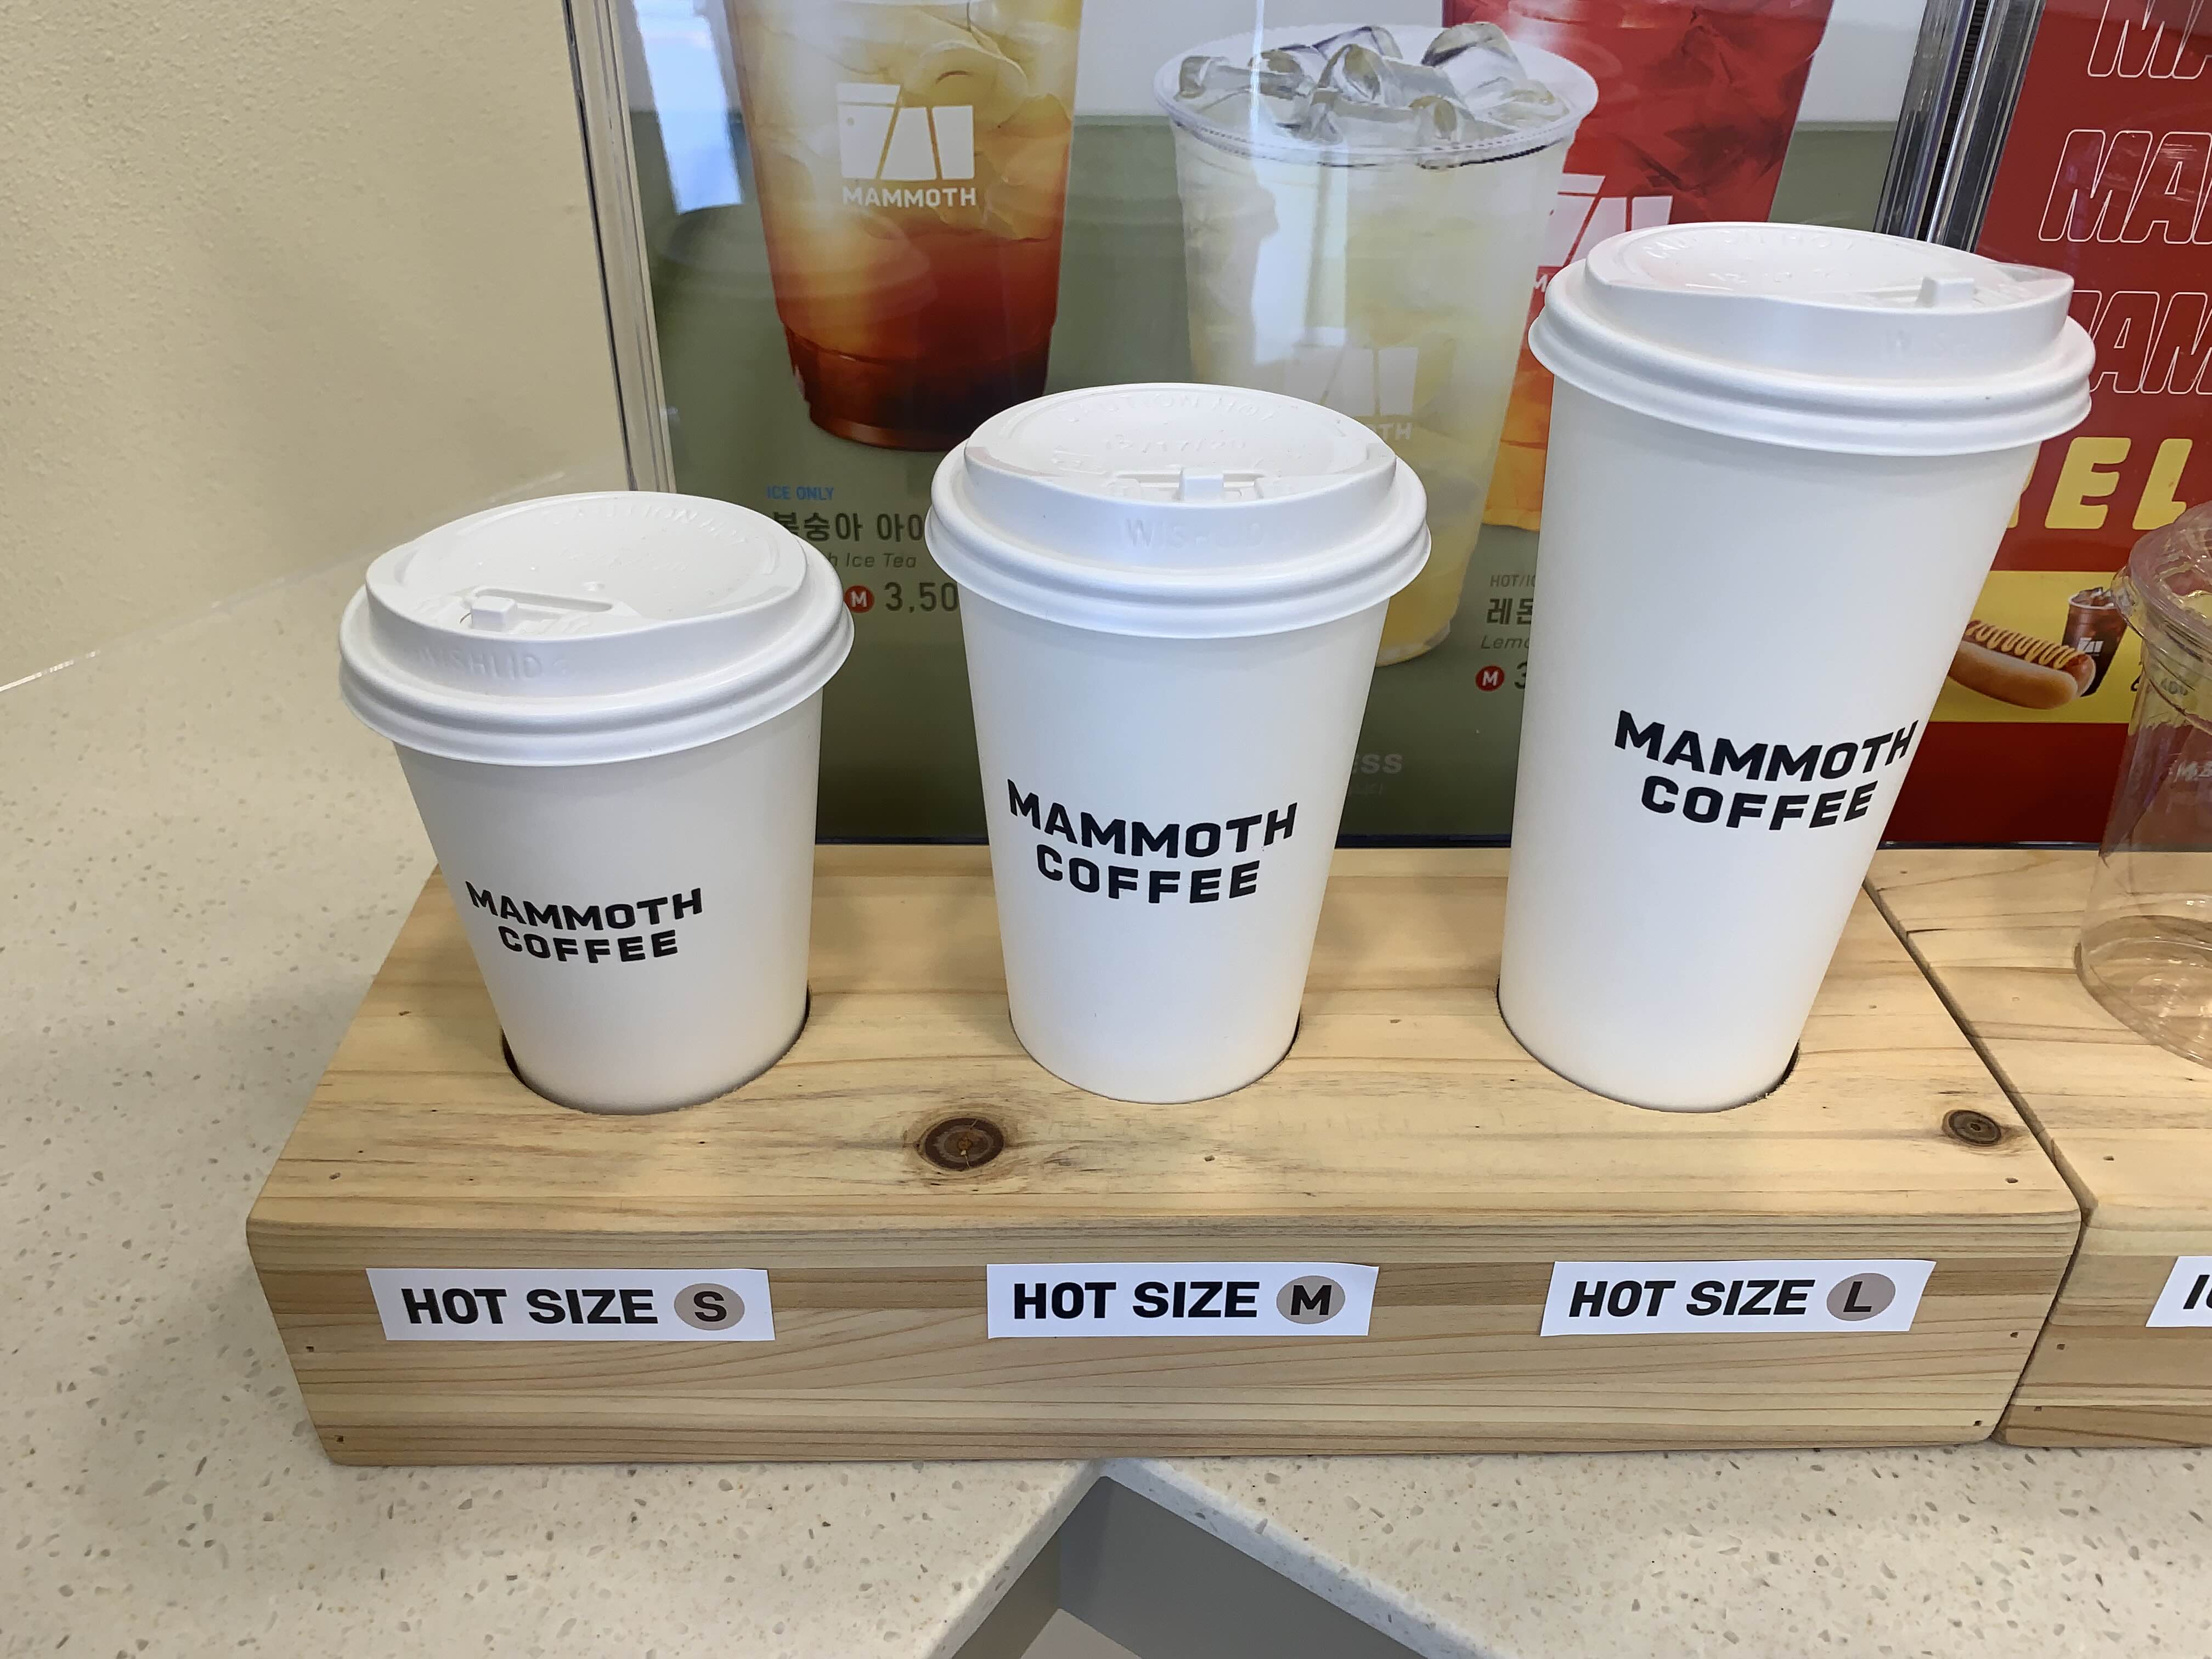 MAMMOTH
ICE ONLY
복숭아 아이
Ice Tea
M 3,50
HOT/IC
레몬
Lemo
M 3
MAMMOTH
COFFEE
MAMMOTH
COFFEE
MAMMOTH
COFFEE
HOT SIZE S
HOT SIZE M
HOT SIZE L